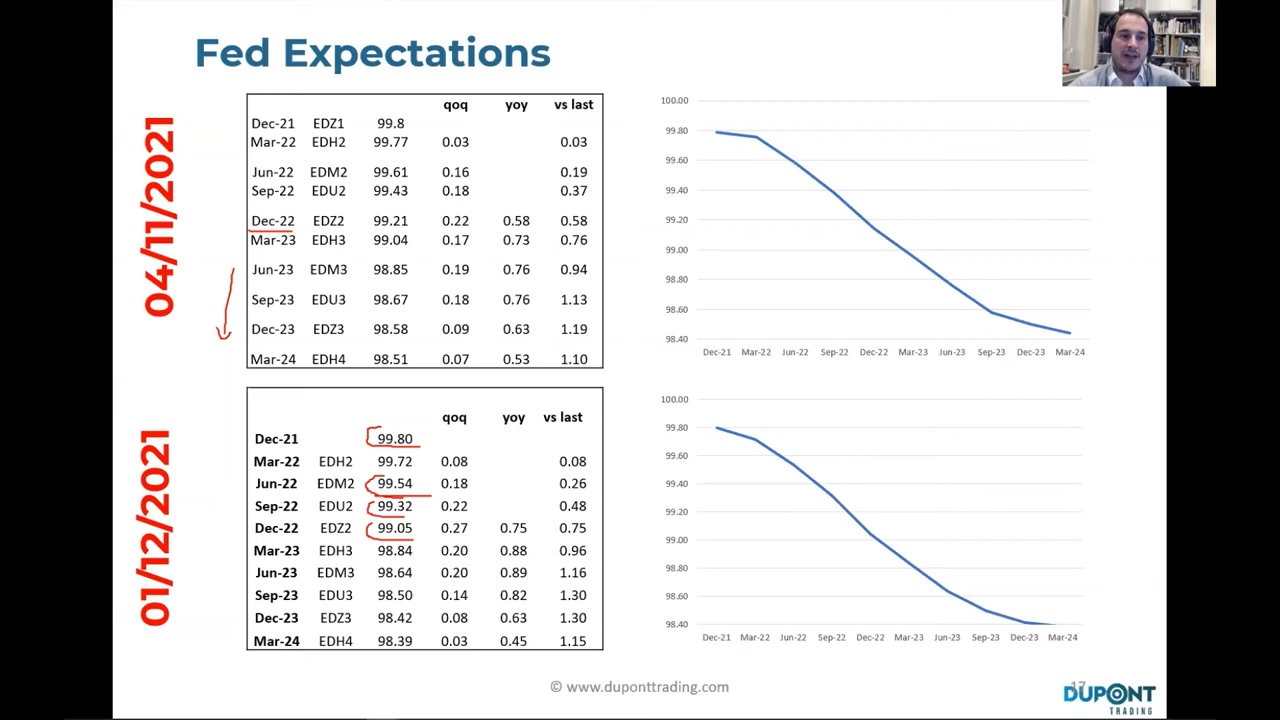 Fed Expectations
04/11/2021
qoq yoy vs last
Dec-21 EDZ1 99.8
Mar-22 EDH2 99.77 0.03 0.03
Jun-22 EDM2 99.61 0.16 0.19
Sep-22 EDU2 99.43 0.18 0.37
Dec-22 EDZ2 99.21 0.22 0.58 0.58
Mar-23 EDH3 99.04 0.17 0.73 0.76
Jun-23 EDM3 98.85 0.19 0.76 0.94
Sep-23 EDU3 98.67 0.18 0.76 1.13
Dec-23 EDZ3 98.58 0.09 0.63 1.19
Mar-24 EDH4 98.51 0.07 0.53 1.10
100.00
99.80
99.60
99.40
99.20
99.00
98.80
98.60
98.40
Dec-21 Mar-22 Jun-22 Sep-22 Dec-22 Mar-23 Jun-23 Sep-23 Dec-23 Mar-24
01/12/2021
qoq yoy vs last
Dec-21 99.80
Mar-22 EDH2 99.72 0.08 0.08
Jun-22 EDM2 99.54 0.18 0.26
Sep-22 EDU2 99.32 0.22 0.48
Dec-22 EDZ2 99.05 0.27 0.75 0.75
Mar-23 EDH3 98.84 0.20 0.88 0.96
Jun-23 EDM3 98.64 0.20 0.89 1.16
Sep-23 EDU3 98.50 0.14 0.82 1.30
Dec-23 EDZ3 98.42 0.08 0.63 1.30
Mar-24 EDH4 98.39 0.03 0.45 1.15
100.00
99.80
99.60
99.40
99.20
99.00
98.80
98.60
98.40
Dec-21 Mar-22 Jun-22 Sep-22 Dec-22 Mar-23 Jun-23 Sep-23 Dec-23 Mar-24
© www.duponttrading.com
17
DUPONT
TRADING